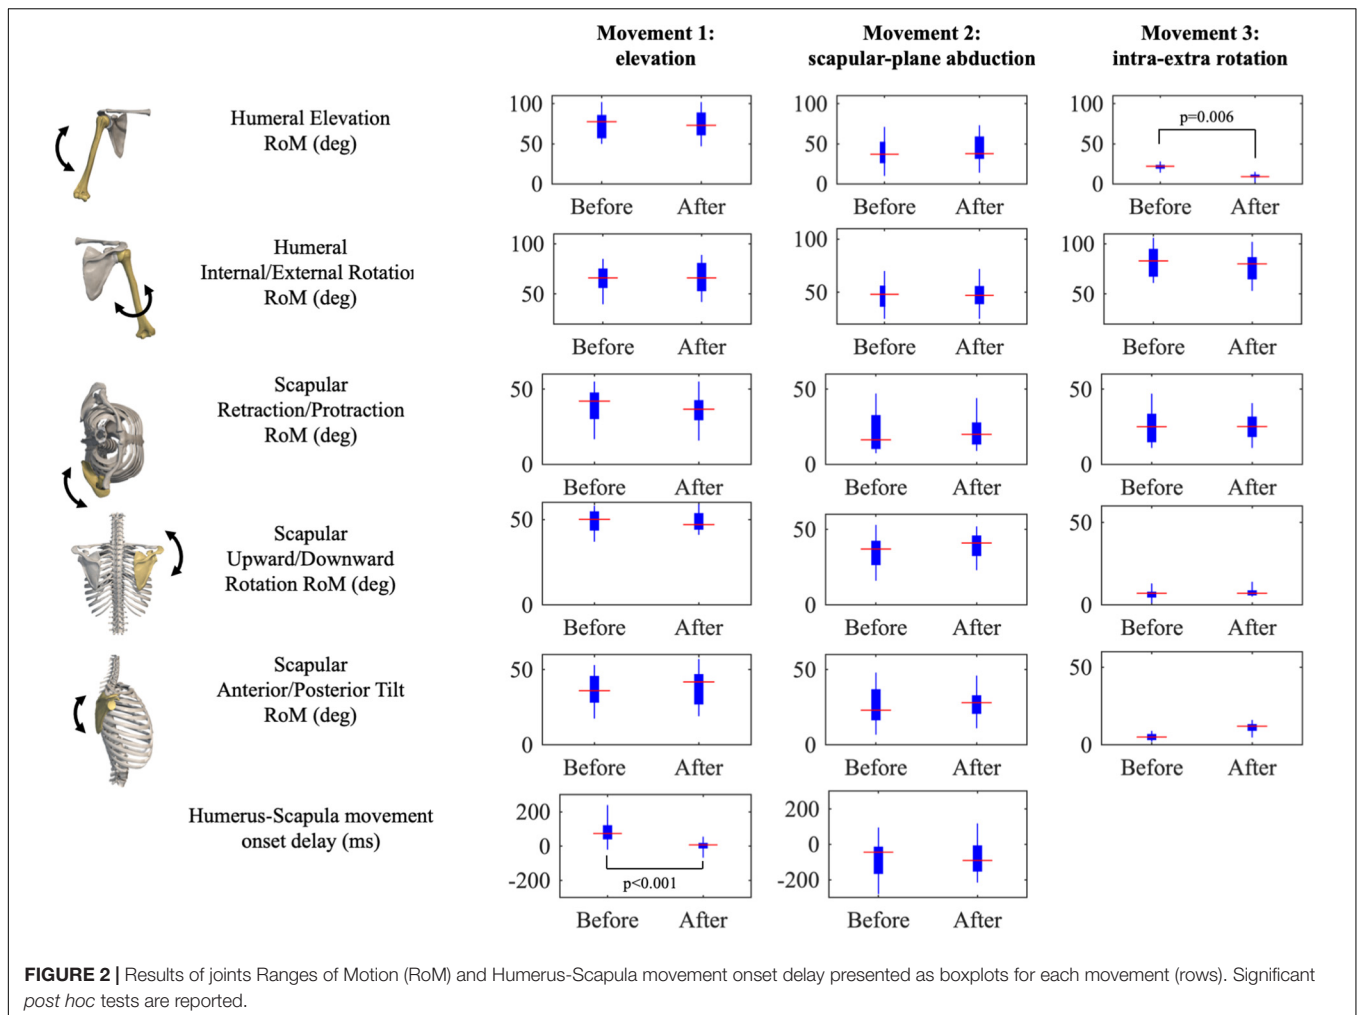 Movement 1:
elevation
Movement 2:
scapular-plane abduction
Movement 3:
intra-extra rotation
Humeral Elevation
RoM (deg)
100
50
0
Before After
100
50
0
Before After
100
50
0
p=0.006
Before After
Humeral
Internal/External Rotation
RoM (deg)
100
50
Before After
100
50
Before After
100
50
Before After
Scapular
Retraction/Protraction
RoM (deg)
50
0
Before After
50
0
Before After
50
0
Before After
Scapular
Upward/Downward
Rotation RoM (deg)
50
0
Before After
50
0
Before After
50
0
Before After
Scapular
Anterior/Posterior Tilt
RoM (deg)
50
0
Before After
50
0
Before After
50
0
Before After
Humerus-Scapula movement
onset delay (ms)
200
0
-200
p<0.001
Before After
200
0
-200
Before After
FIGURE 2 | Results of joints Ranges of Motion (RoM) and Humerus-Scapula movement onset delay presented as boxplots for each movement (rows). Significant
post hoc tests are reported.